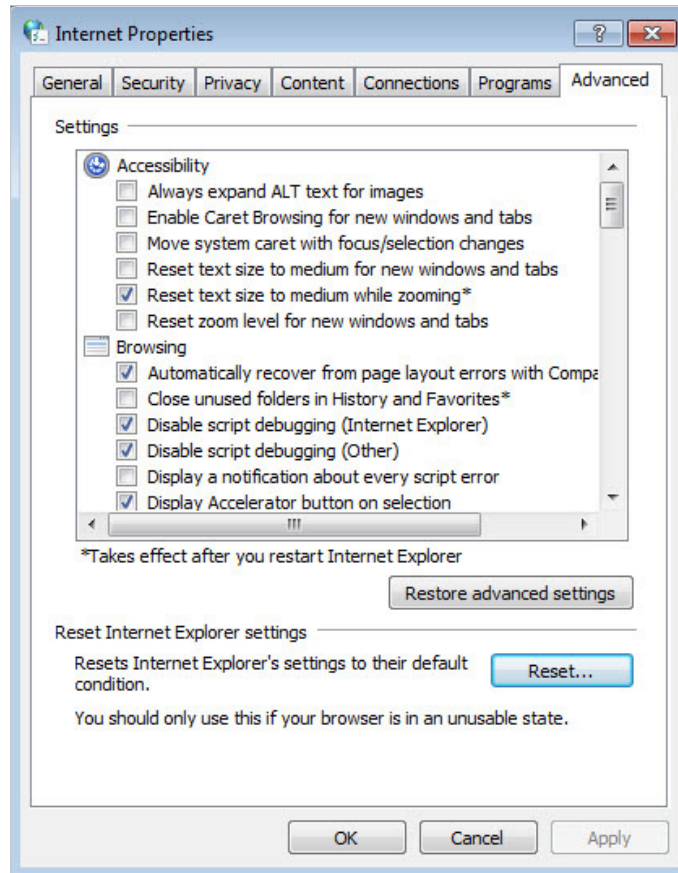 Internet Properties
General Security Privacy Content Connections Programs Advanced
Settings
Accessibility
Always expand ALT text for images
Enable Caret Browsing for new windows and tabs
Move system caret with focus/selection changes
Reset text size to medium for new windows and tabs
Reset text size to medium while zooming*
Reset zoom level for new windows and tabs
Browsing
Automatically recover from page layout errors with Compa
Close unused folders in History and Favorites*
Disable script debugging (Internet Explorer)
Disable script debugging (Other)
Display a notification about every script error
Display Accelerator button on selection
*Takes effect after you restart Internet Explorer
Restore advanced settings
Reset Internet Explorer settings
Resets Internet Explorer's settings to their default
condition.
Reset...
You should only use this if your browser is in an unusable state.
OK Cancel Apply